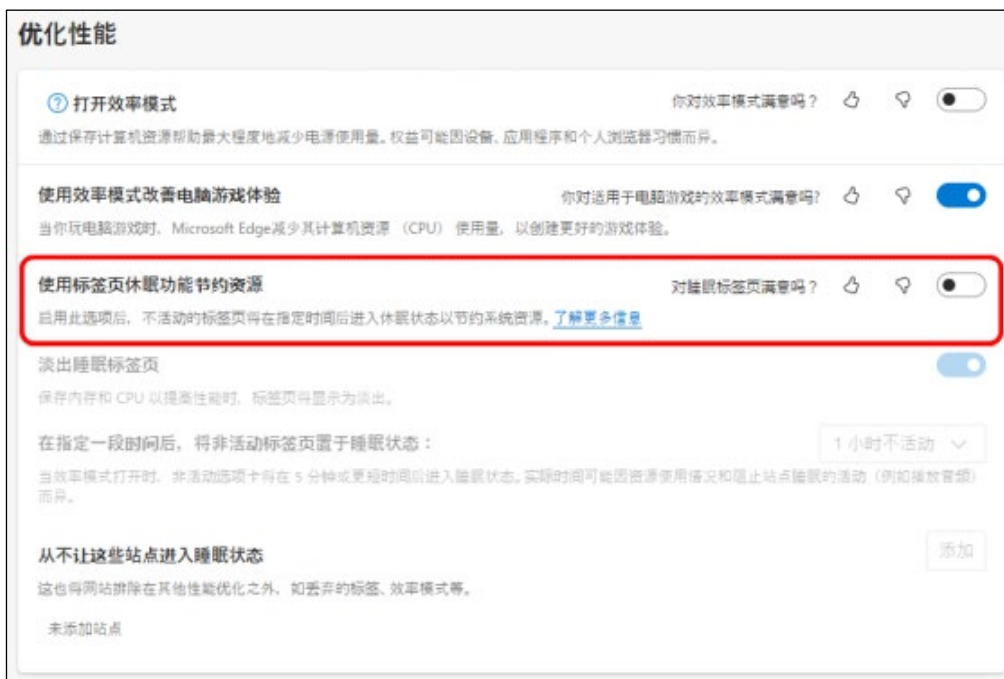 优化性能
打开效率模式 你对效率模式满意吗？
通过保存计算机资源帮助最大程度地减少电源使用量。权益可能因设备、应用程序和个人浏览器习惯而异。
使用效率模式改善电脑游戏体验 你对适用于电脑游戏的效率模式满意吗?
当你玩电脑游戏时，Microsoft Edge减少其计算机资源 （CPU） 使用量，以创建更好的游戏体验。
使用标签页休眠功能节约资源 对睡眠标签页满意吗？
启用此选项后，不活动的标签页将在指定时间后进入休眠状态以节约系统资源。了解更多信息
淡出睡眠标签页
保存内存和 CPU 以提高性能时，标签页将显示为淡出。
在指定一段时间后，将非活动标签页置于睡眠状态： 1 小时不活动
当效率模式打开时，非活动选项卡将在 5 分钟或更短时间后进入睡眠状态。实际时间可能因资源使用情况和阻止站点睡眠的活动（例如播放音频）
而异。
从不让这些站点进入睡眠状态 添加
这也将网站排除在其他性能优化之外，如丢弃的标签、效率模式等。
未添加站点